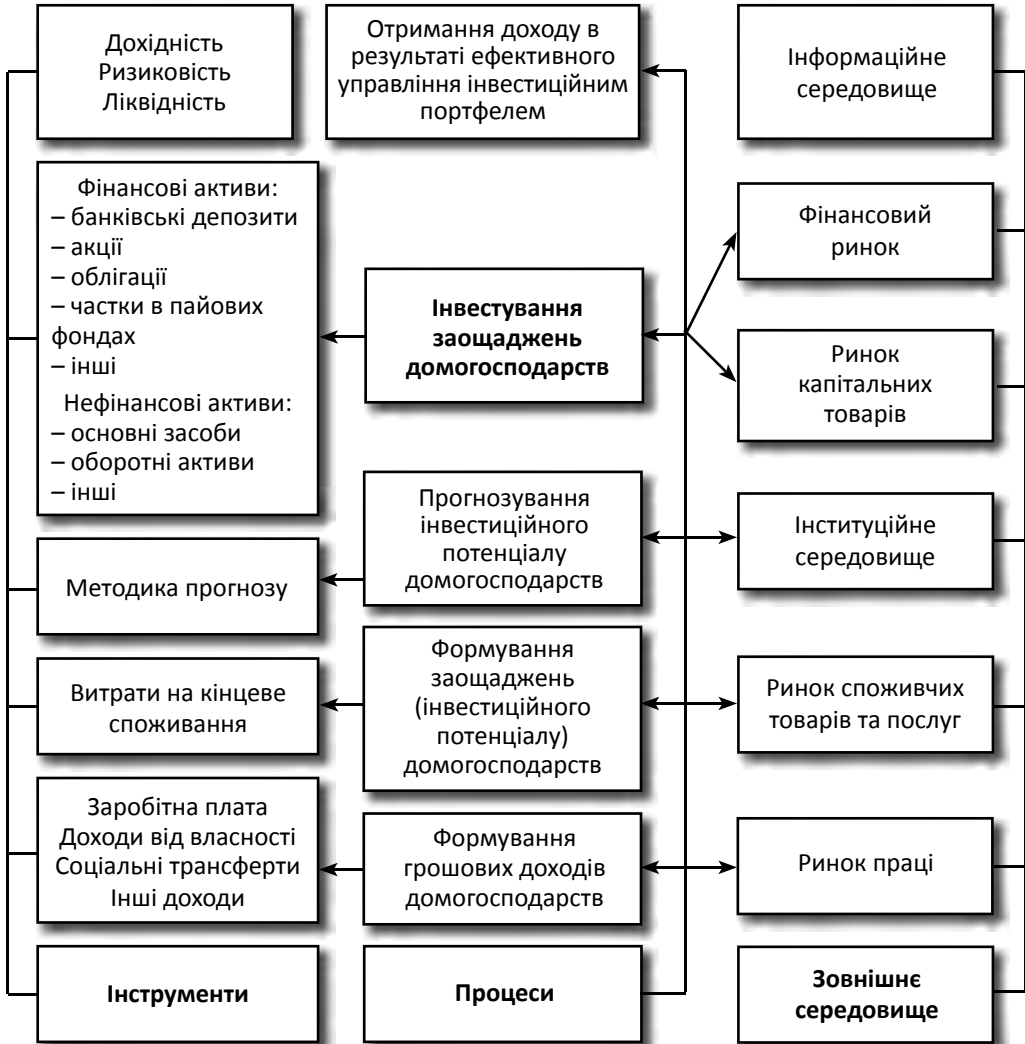 Дохідність
Ризиковість
Ліквідність
Отримання доходу в
результаті ефективного
управління інвестиційним
портфелем
Інформаційне
середовище
Фінансові активи:
– банківські депозити
– акції
– облігації
– частки в пайових
фондах
– інші
Нефінансові активи:
– основні засоби
– оборотні активи
– інші
Інвестування
заощаджень
домогосподарств
Фінансовий
ринок
Ринок
капітальних
товарів
Методика прогнозу
Прогнозування
інвестиційного
потенціалу
домогосподарств
Інституційне
середовище
Витрати на кінцеве
споживання
Формування
заощаджень
(інвестиційного
потенціалу)
домогосподарств
Ринок споживчих
товарів та послуг
Заробітна плата
Доходи від власності
Соціальні трансферти
Інші доходи
Формування
грошових доходів
домогосподарств
Ринок праці
Інструменти
Процеси
Зовнішнє
середовище